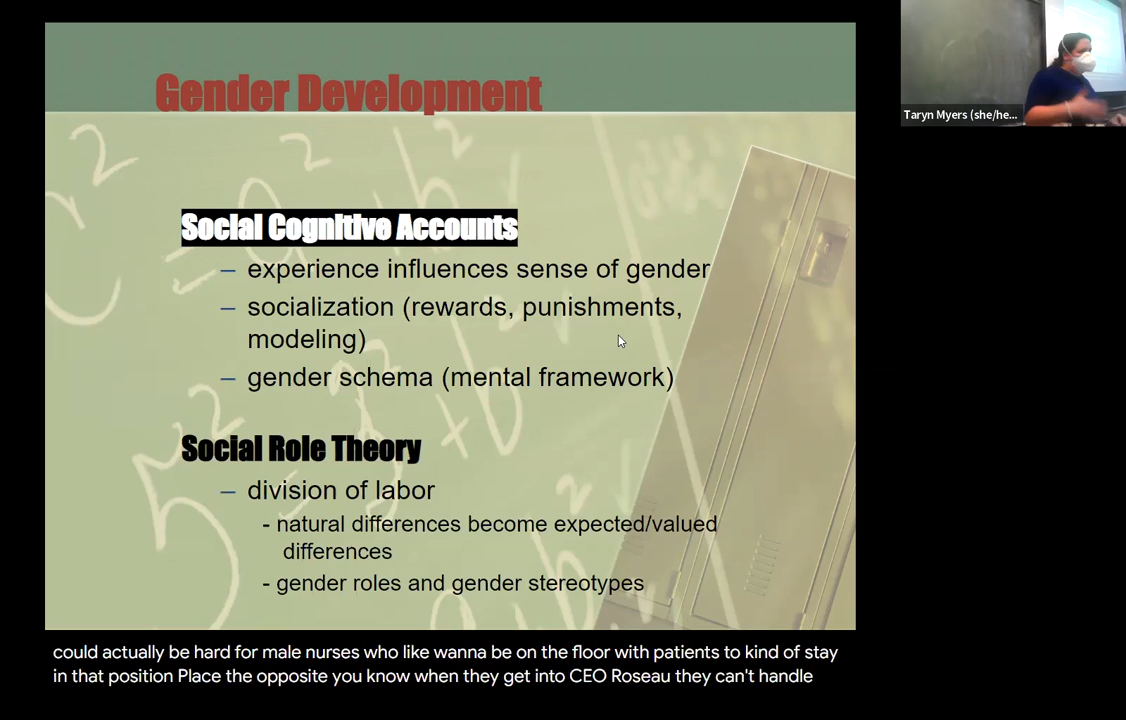 Gender Development
Taryn Myers (she/he...
Social Cognitive Accounts
– experience influences sense of gender
– socialization (rewards, punishments,
modeling)
– gender schema (mental framework)
Social Role Theory
– division of labor
- natural differences become expected/valued
differences
- gender roles and gender stereotypes
could actually be hard for male nurses who like wanna be on the floor with patients to kind of stay
in that position Place the opposite you know when they get into CEO Roseau they can't handle